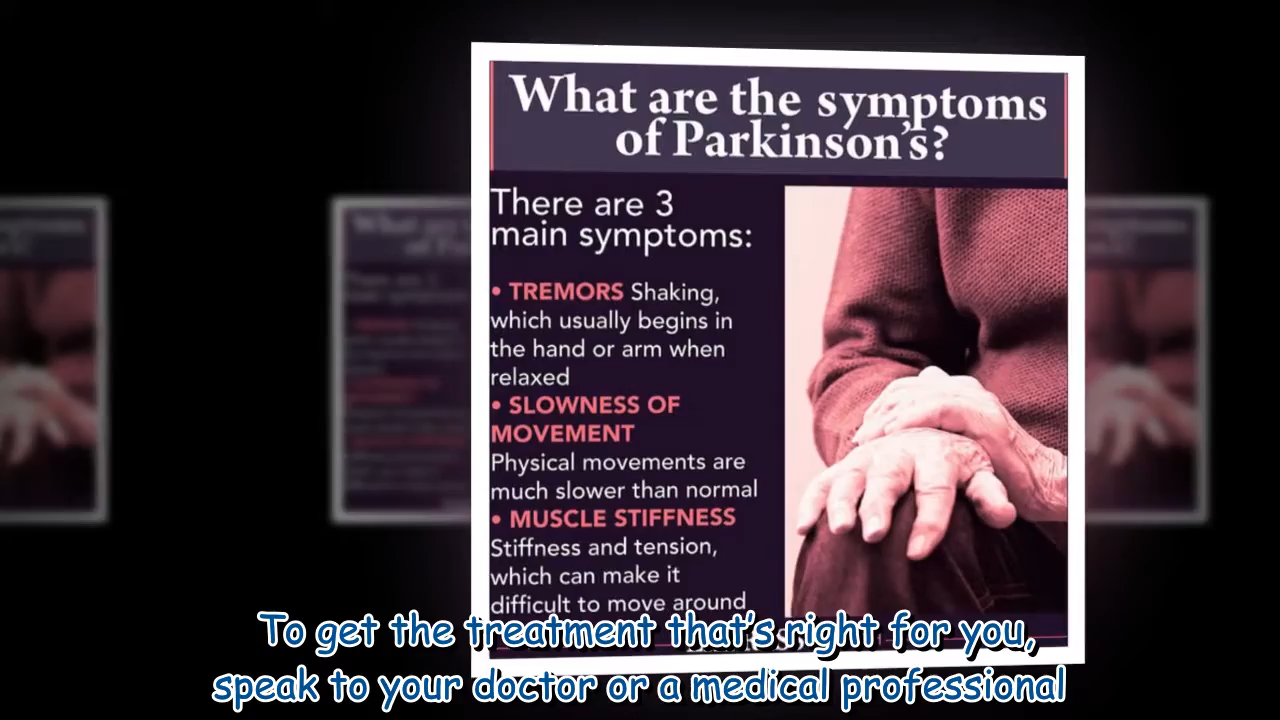 What are the symptoms
of Parkinson's?
There are 3
main symptoms:
• TREMORS Shaking,
which usually begins in
the hand or arm when
relaxed
• SLOWNESS OF
MOVEMENT
Physical movements are
much slower than normal
• MUSCLE STIFFNESS
Stiffness and tension,
which can make it
difficult to move around
To get the treatment that's right for you,
speak to your doctor or a medical professional